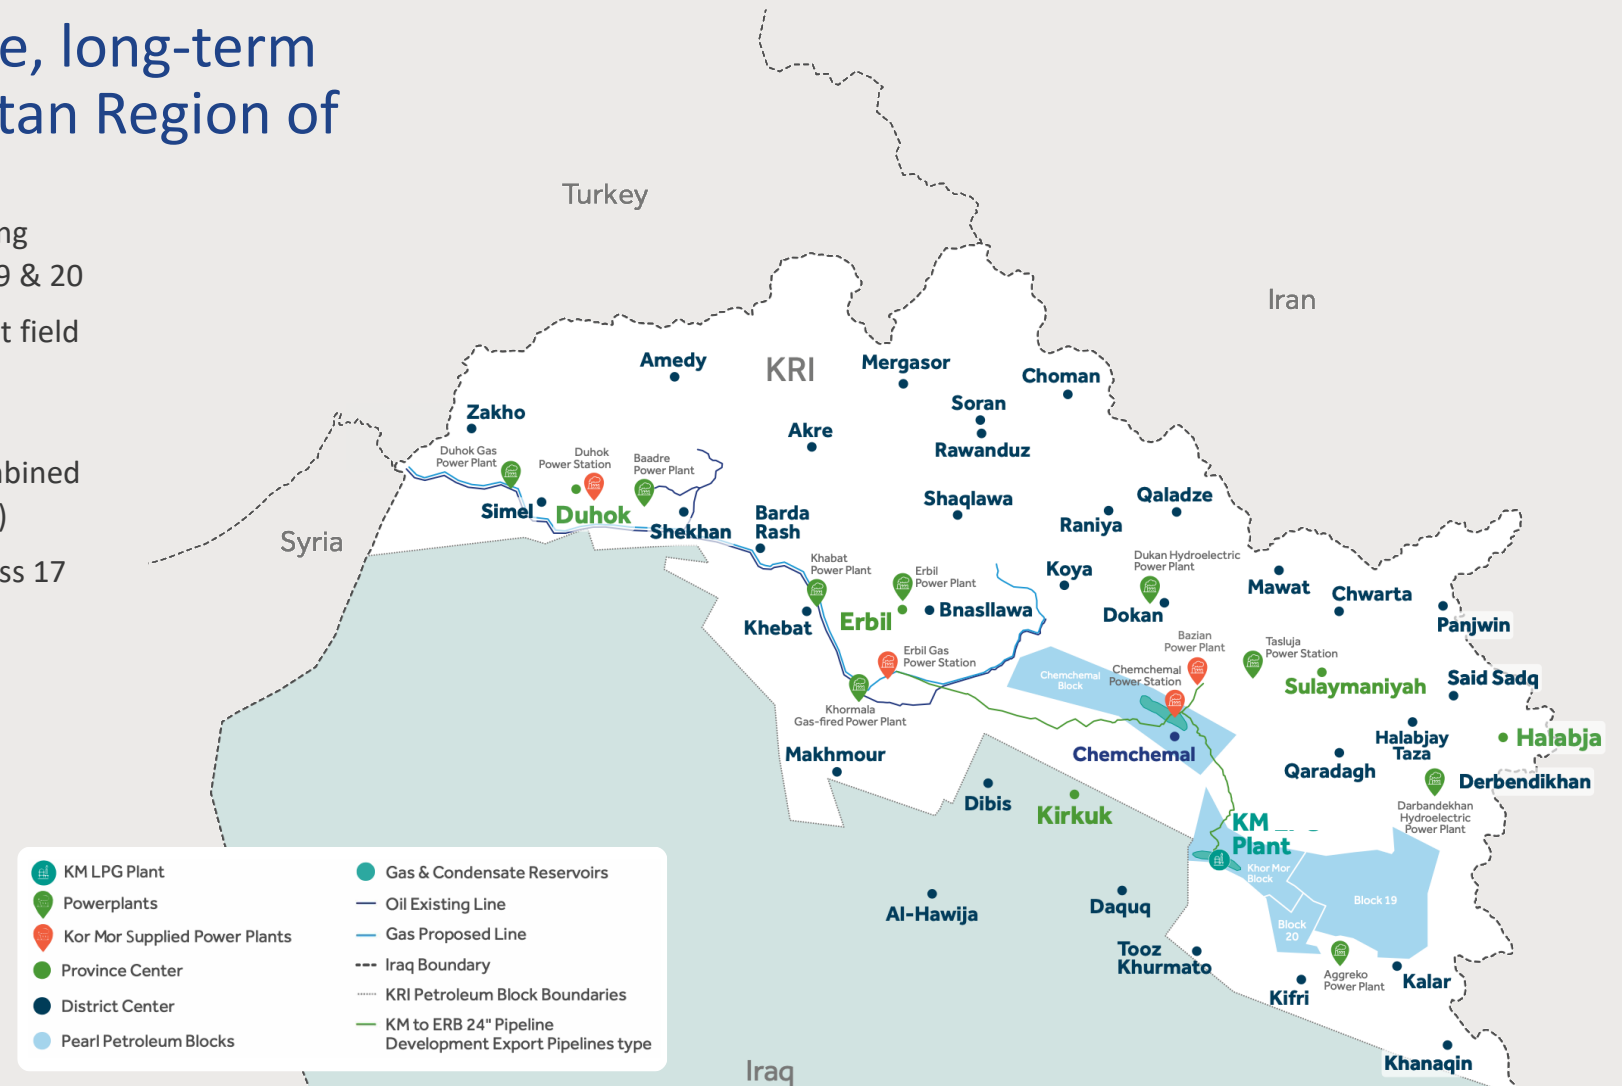 e, long-term
tan Region of
ng
9 & 20
t field
nbined
)
ss 17
Turkey
Iran
Syria
Iraq
KRI
Amedy
Mergasor
Choman
Zakho
Soran
Akre
Rawanduz
Duhok Gas
Power Plant
Duhok
Power Station
Baadre
Power Plant
Simel
Duhok
Shekhan
Barda
Rash
Shaqlawa
Qaladze
Raniya
Khabat
Power Plant
Erbil
Power Plant
Koya
Dukan Hydroelectric
Power Plant
Mawat
Chwarta
Khebat
Erbil
Bnasllawa
Dokan
Panjwin
Erbil Gas
Power Station
Bazian
Power Plant
Tasluja
Power Station
Chemchemal
Block
Chemchemal
Power Station
Sulaymaniyah
Said Sadq
Khormala
Gas-fired Power Plant
Makhmour
Chemchemal
Halabjay
Taza
Halabja
Qaradagh
Derbendikhan
Dibis
Kirkuk
Darbandekhan
Hydroelectric
Power Plant
KM
Plant
Khor Mor
Block
Block 19
Block
20
Al-Hawija
Daquq
Tooz
Khurmato
Aggreko
Power Plant
Kifri
Kalar
Khanaqin
KM LPG Plant
Powerplants
Kor Mor Supplied Power Plants
Province Center
District Center
Pearl Petroleum Blocks
Gas & Condensate Reservoirs
Oil Existing Line
Gas Proposed Line
Iraq Boundary
KRI Petroleum Block Boundaries
KM to ERB 24" Pipeline
Development Export Pipelines type